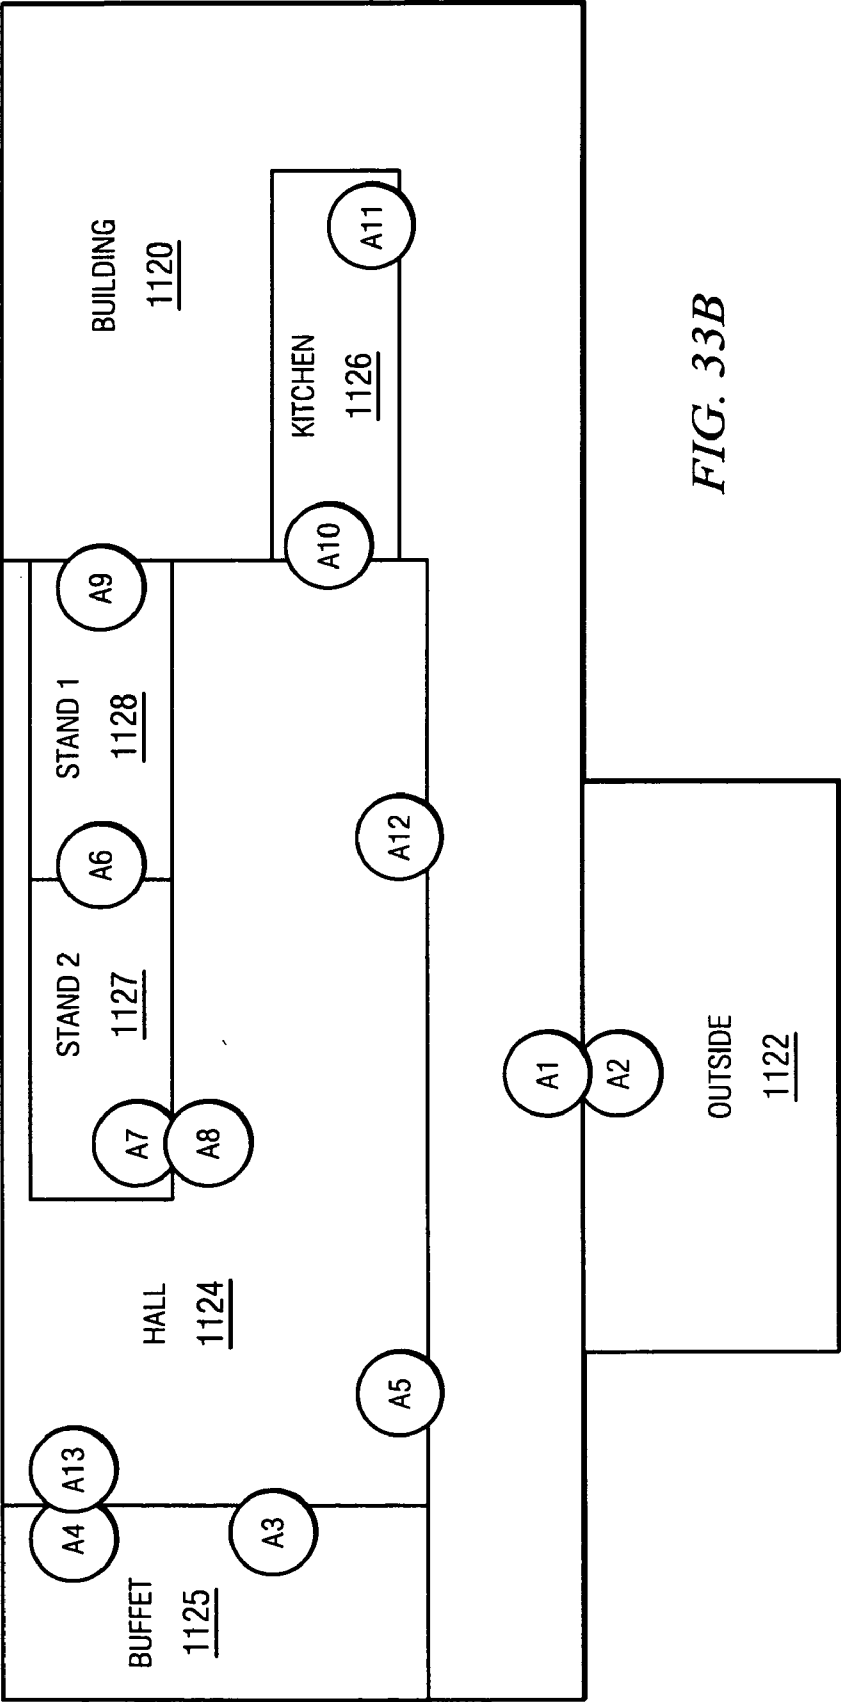 BUILDING
1120
A11
KITCHEN
1126
A10
A9
STAND 1
1128
A6
STAND 2
1127
A7
A8
A12
HALL
1124
A5
A13
A4
A3
BUFFET
1125
A1
A2
OUTSIDE
1122
FIG. 33B